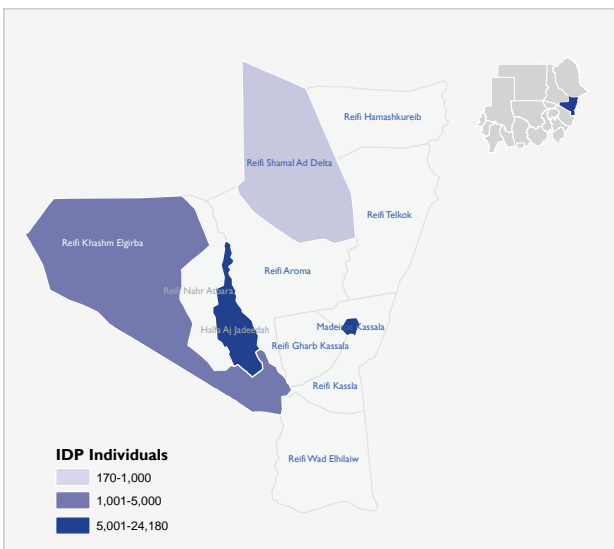 Reifi Hamashkureib
Reifi Shamal Ad Delta
Reifi Telkok
Reifi Khashm Elgirba
Reifi Aroma
Reifi Nahr Atbara
Madeinat Kassala
Halfa Aj Jadeedah
Reifi Gharb Kassala
Reifi Kassla
Reifi Wad Elhilaiw
IDP Individuals
170-1,000
1,001-5,000
5,001-24,180